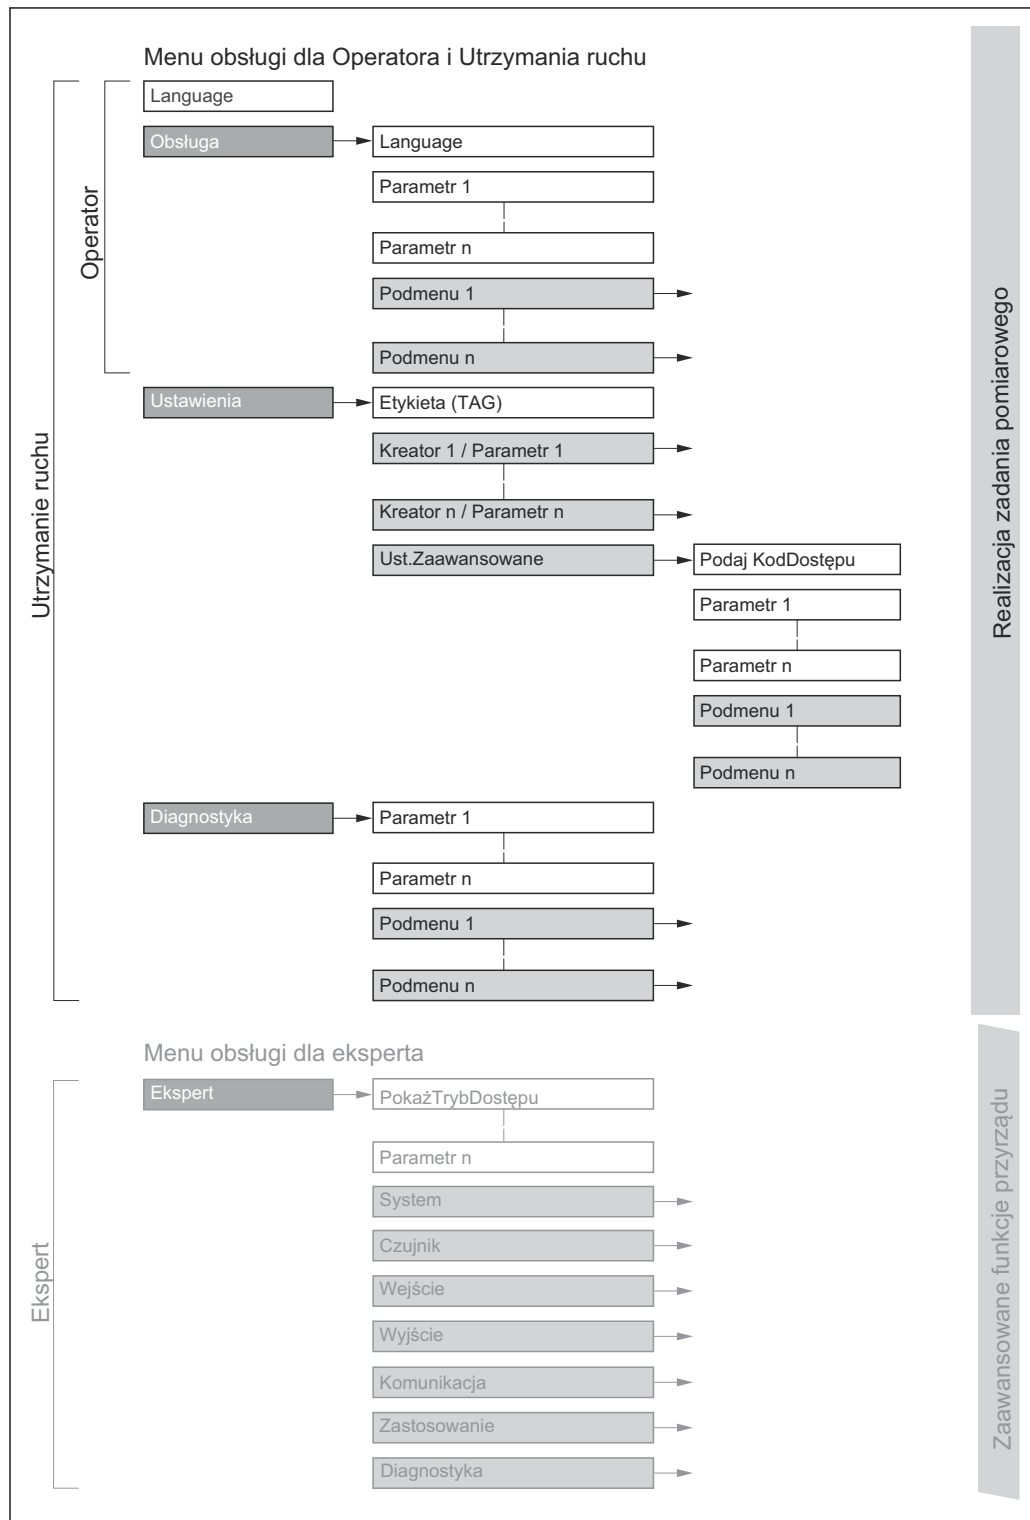 Menu obsługi dla Operatora i Utrzymania ruchu
Utrzymanie ruchu
Operator
Language
Obsługa
Language
Parametr 1
Parametr n
Podmenu 1
Podmenu n
Ustawienia
Etykieta (TAG)
Kreator 1 / Parametr 1
Kreator n / Parametr n
Ust.Zaawansowane
Podaj KodDostępu
Parametr 1
Parametr n
Podmenu 1
Podmenu n
Diagnostyka
Parametr 1
Parametr n
Podmenu 1
Podmenu n
Realizacja zadania pomiarowego
Menu obsługi dla eksperta
Ekspert
Ekspert
PokażTrybDostępu
Parametr n
System
Czujnik
Wejście
Wyjście
Komunikacja
Zastosowanie
Diagnostyka
Zaawansowane funkcje przyrządu